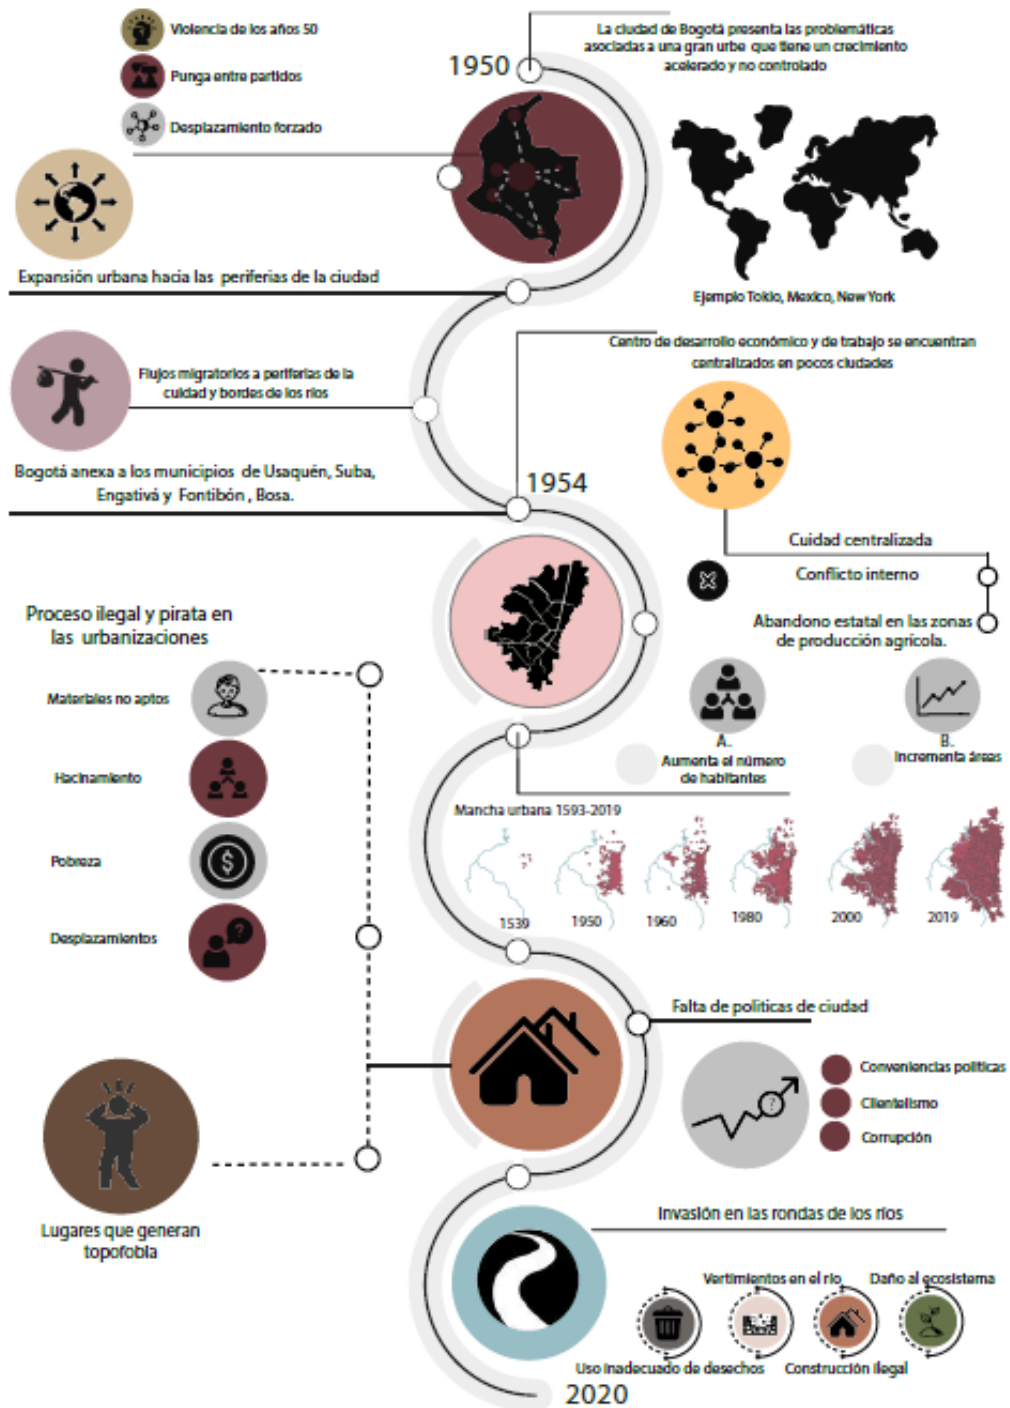 Violencia de los años 50
Punga entre partidos
Desplazamiento forzado
1950
La ciudad de Bogotá presenta las problemáticas
asociadas a una gran urbe que tiene un crecimiento
acelerado y no controlado
Expansión urbana hacia las periferias de la ciudad
Ejemplo Tokio, Mexico, New York
Flujos migratorios a periferias de la
cuidad y bordes de los rios
Centro de desarrollo económico y de trabajo se encuentran
centralizados en pocos ciudades
Bogotá anexa a los municipios de Usaquén, Suba,
Engativá y Fontibón , Bosa.
1954
Cuidad centralizada
Conflicto interno
Abandono estatal en las zonas
de producción agrícola.
Proceso ilegal y pirata en
las urbanizaciones
Materiales no aptos
Hacinamiento
Pobreza
Desplazamientos
A..
Aumenta el número
de habitantes
B..
Incrementa áreas
Mancha urbana 1593-2019
1539
1950
1960
1980
2000
2019
Falta de politicas de ciudad
Conveniencias politicas
Clientelismo
Corrupción
Lugares que generan
topofobia
Invasión en las rondas de los rios
Vertimientos en el rio
Daño al ecosistema
Uso inadecuado de desechos
Construcción ilegal
2020